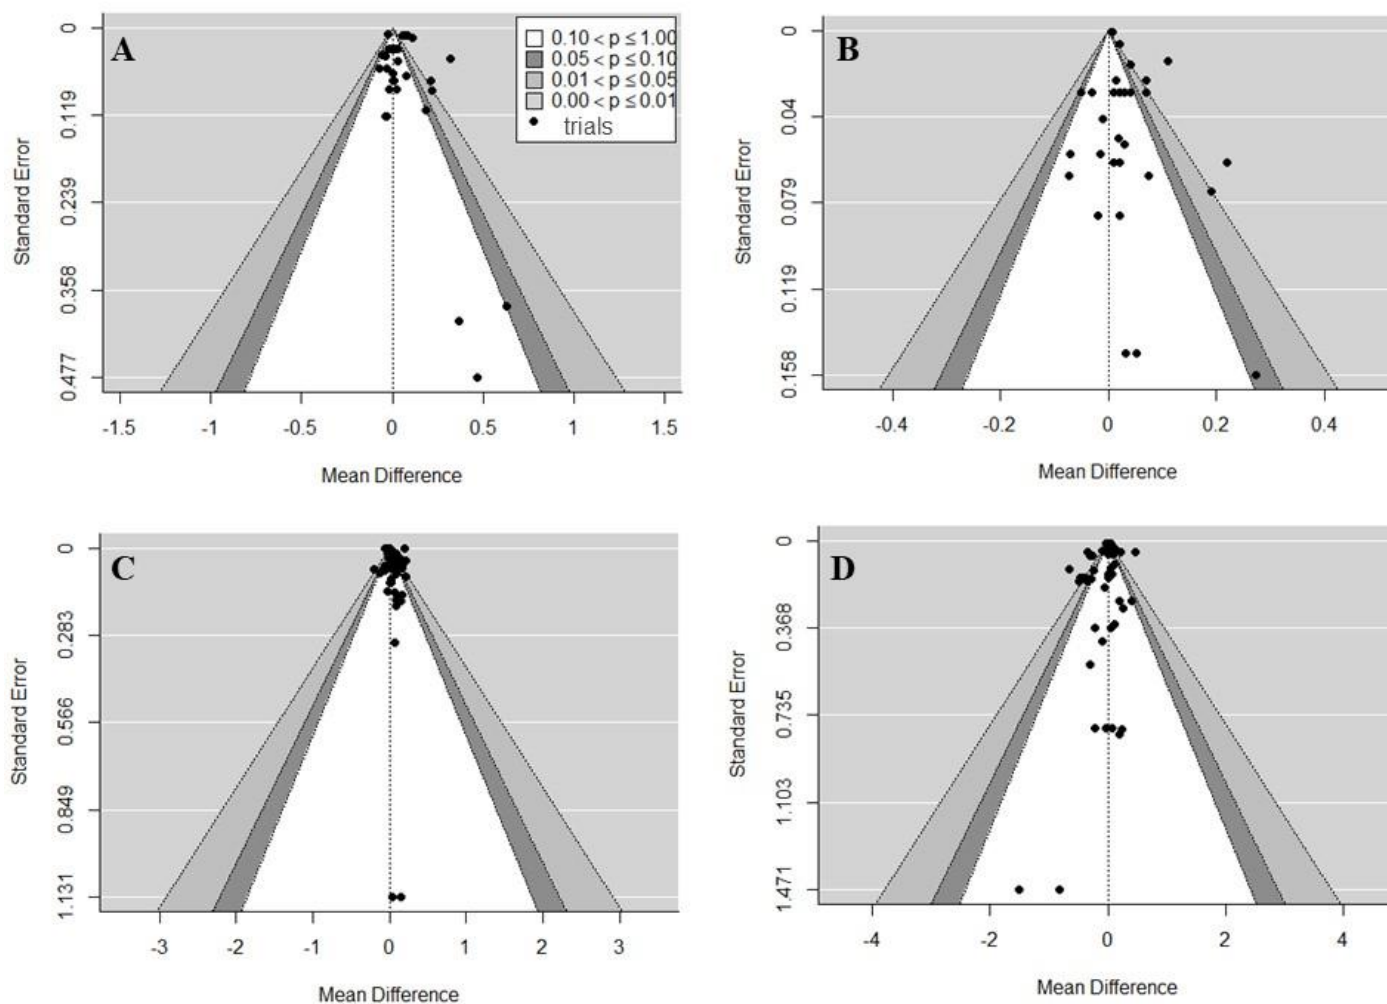 A
0.10 < p ≤ 1.00
0.05 < p ≤ 0.10
0.01 < p ≤ 0.05
0.00 < p ≤ 0.01
trials
Standard Error
0
0.119
0.239
0.358
0.477
-1.5 -1 -0.5 0 0.5 1 1.5
Mean Difference
B
Standard Error
0
0.04
0.079
0.119
0.158
-0.4 -0.2 0 0.2 0.4
Mean Difference
C
Standard Error
0
0.283
0.566
0.849
1.131
-3 -2 -1 0 1 2 3
Mean Difference
D
Standard Error
0
0.368
0.735
1.103
1.471
-4 -2 0 2 4
Mean Difference